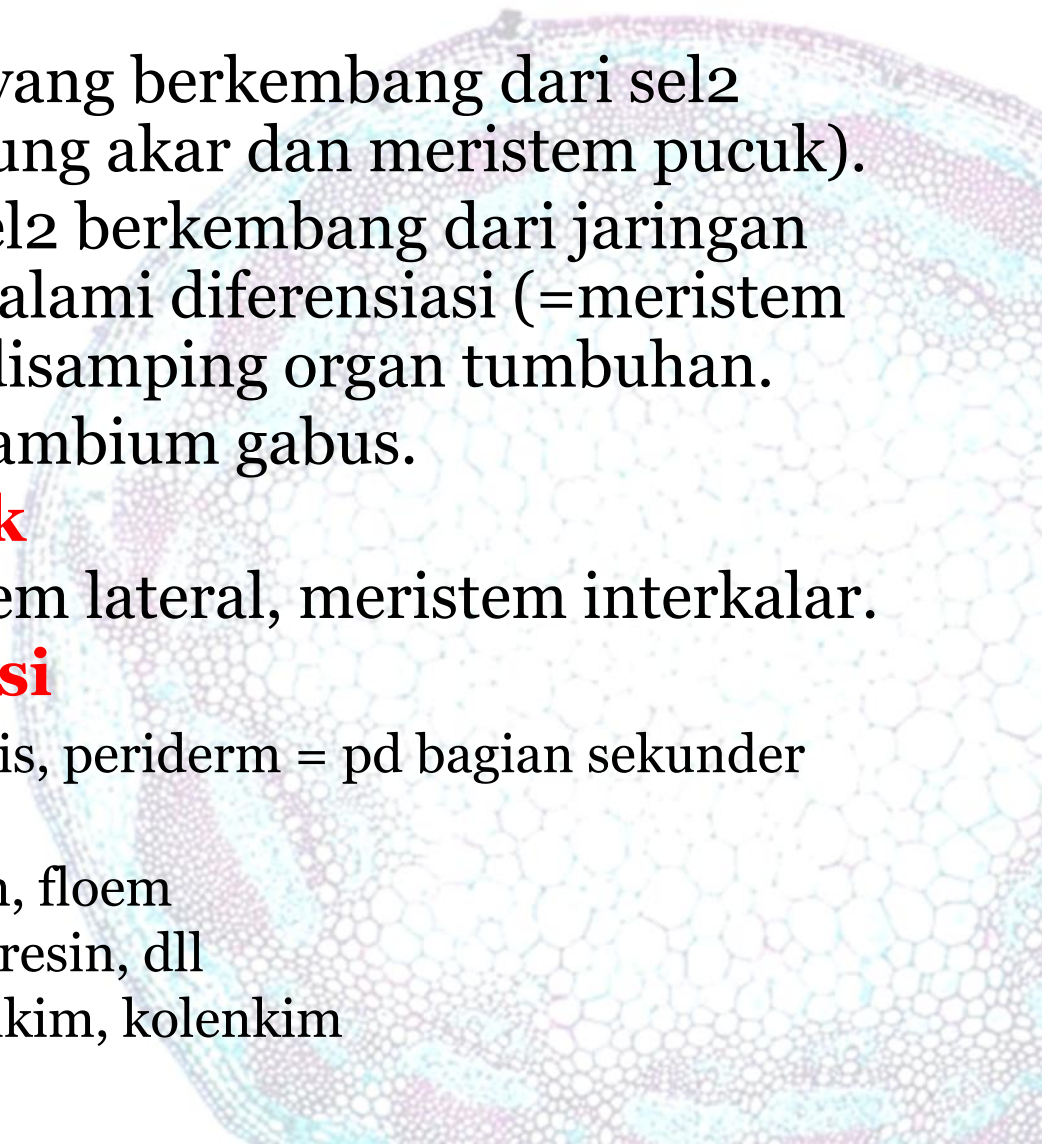 yang berkembang dari sel2
ung akar dan meristem pucuk).
el2 berkembang dari jaringan
alami diferensiasi (=meristem
disamping organ tumbuhan.
ambium gabus.
k
em lateral, meristem interkalar.
si
is, periderm = pd bagian sekunder
n, floem
resin, dll
kim, kolenkim